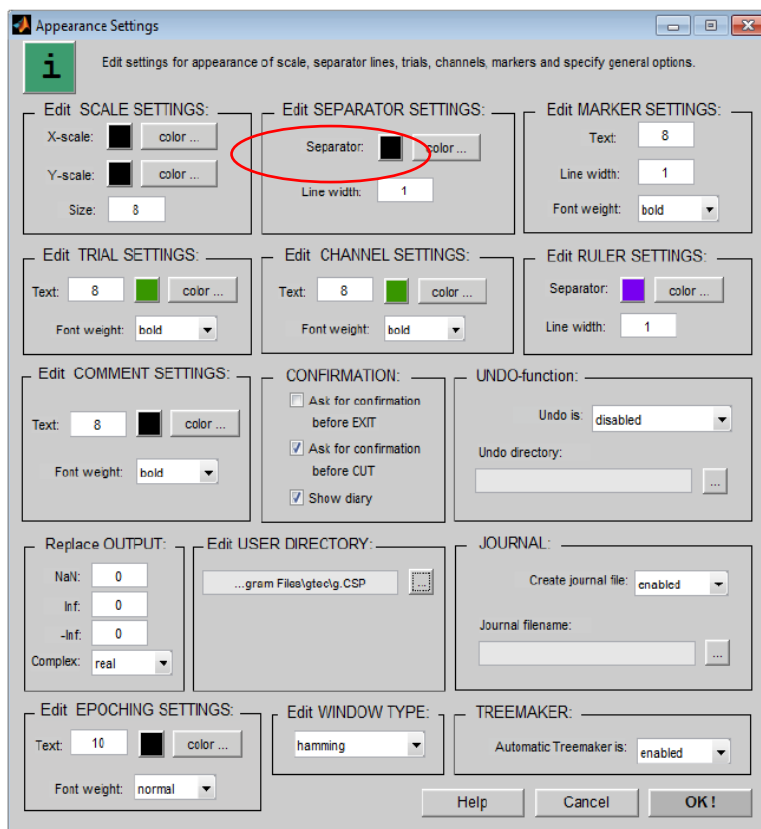 Appearance Settings
i
Edit settings for appearance of scale, separator lines, trials, channels, markers and specify general options.
Edit SCALE SETTINGS:
X-scale: color ...
Y-scale: color ...
Size: 8
Edit SEPARATOR SETTINGS:
Separator: color ...
Line width: 1
Edit MARKER SETTINGS:
Text: 8
Line width: 1
Font weight: bold
Edit TRIAL SETTINGS:
Text: 8 color ...
Font weight: bold
Edit CHANNEL SETTINGS:
Text: 8 color ...
Font weight: bold
Edit RULER SETTINGS:
Separator: color ...
Line width: 1
Edit COMMENT SETTINGS:
Text: 8 color ...
Font weight: bold
CONFIRMATION:
Ask for confirmation
before EXIT
Ask for confirmation
before CUT
Show diary
UNDO-function:
Undo is: disabled
Undo directory:
...
Replace OUTPUT:
NaN: 0
Inf: 0
-Inf: 0
Complex: real
Edit USER DIRECTORY:
...gram Files\gtec\g.CSP ...
JOURNAL:
Create journal file: enabled
Journal filename:
...
Edit EPOCHING SETTINGS:
Text: 10 color ...
Font weight: normal
Edit WINDOW TYPE:
hamming
TREEMAKER:
Automatic Treemaker is: enabled
Help Cancel OK!